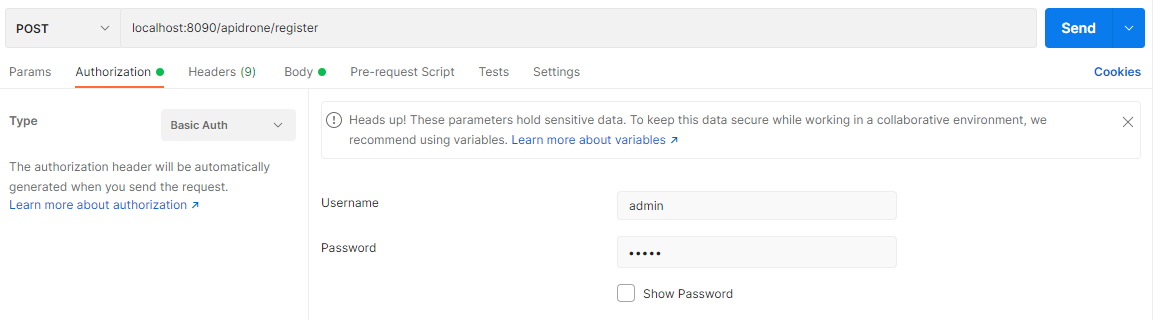 POST localhost:8090/apidrone/register Send
Params Authorization Headers (9) Body Pre-request Script Tests Settings Cookies
Type Basic Auth
The authorization header will be automatically
generated when you send the request.
Learn more about authorization ↗
Heads up! These parameters hold sensitive data. To keep this data secure while working in a collaborative environment, we
recommend using variables. Learn more about variables ↗
Username admin
Password •••••
Show Password